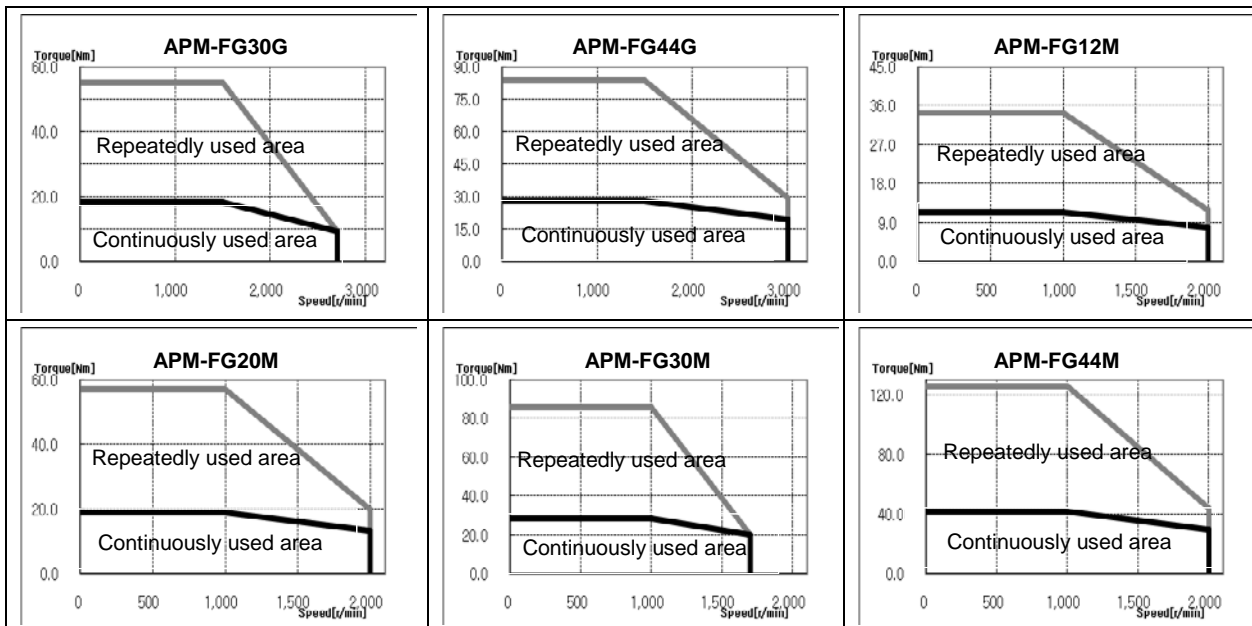 APM-FG30G
Torque[Nm]
60.0
40.0
20.0
0.0
Repeatedly used area
Continuously used area
0 1,000 2,000 3,000
Speed[r/min]
APM-FG44G
Torque[Nm]
90.0
75.0
60.0
45.0
30.0
15.0
0.0
Repeatedly used area
Continuously used area
0 1,000 2,000 3,000
Speed[r/min]
APM-FG12M
Torque[Nm]
45.0
36.0
27.0
18.0
9.0
0.0
Repeatedly used area
Continuously used area
0 500 1,000 1,500 2,000
Speed[r/min]
APM-FG20M
Torque[Nm]
60.0
40.0
20.0
0.0
Repeatedly used area
Continuously used area
0 500 1,000 1,500 2,000
Speed[r/min]
APM-FG30M
Torque[Nm]
100.0
80.0
60.0
40.0
20.0
0.0
Repeatedly used area
Continuously used area
0 500 1,000 1,500 2,000
Speed[r/min]
APM-FG44M
Torque[Nm]
120.0
80.0
40.0
0.0
Repeatedly used area
Continuously used area
0 500 1,000 1,500 2,000
Speed[r/min]